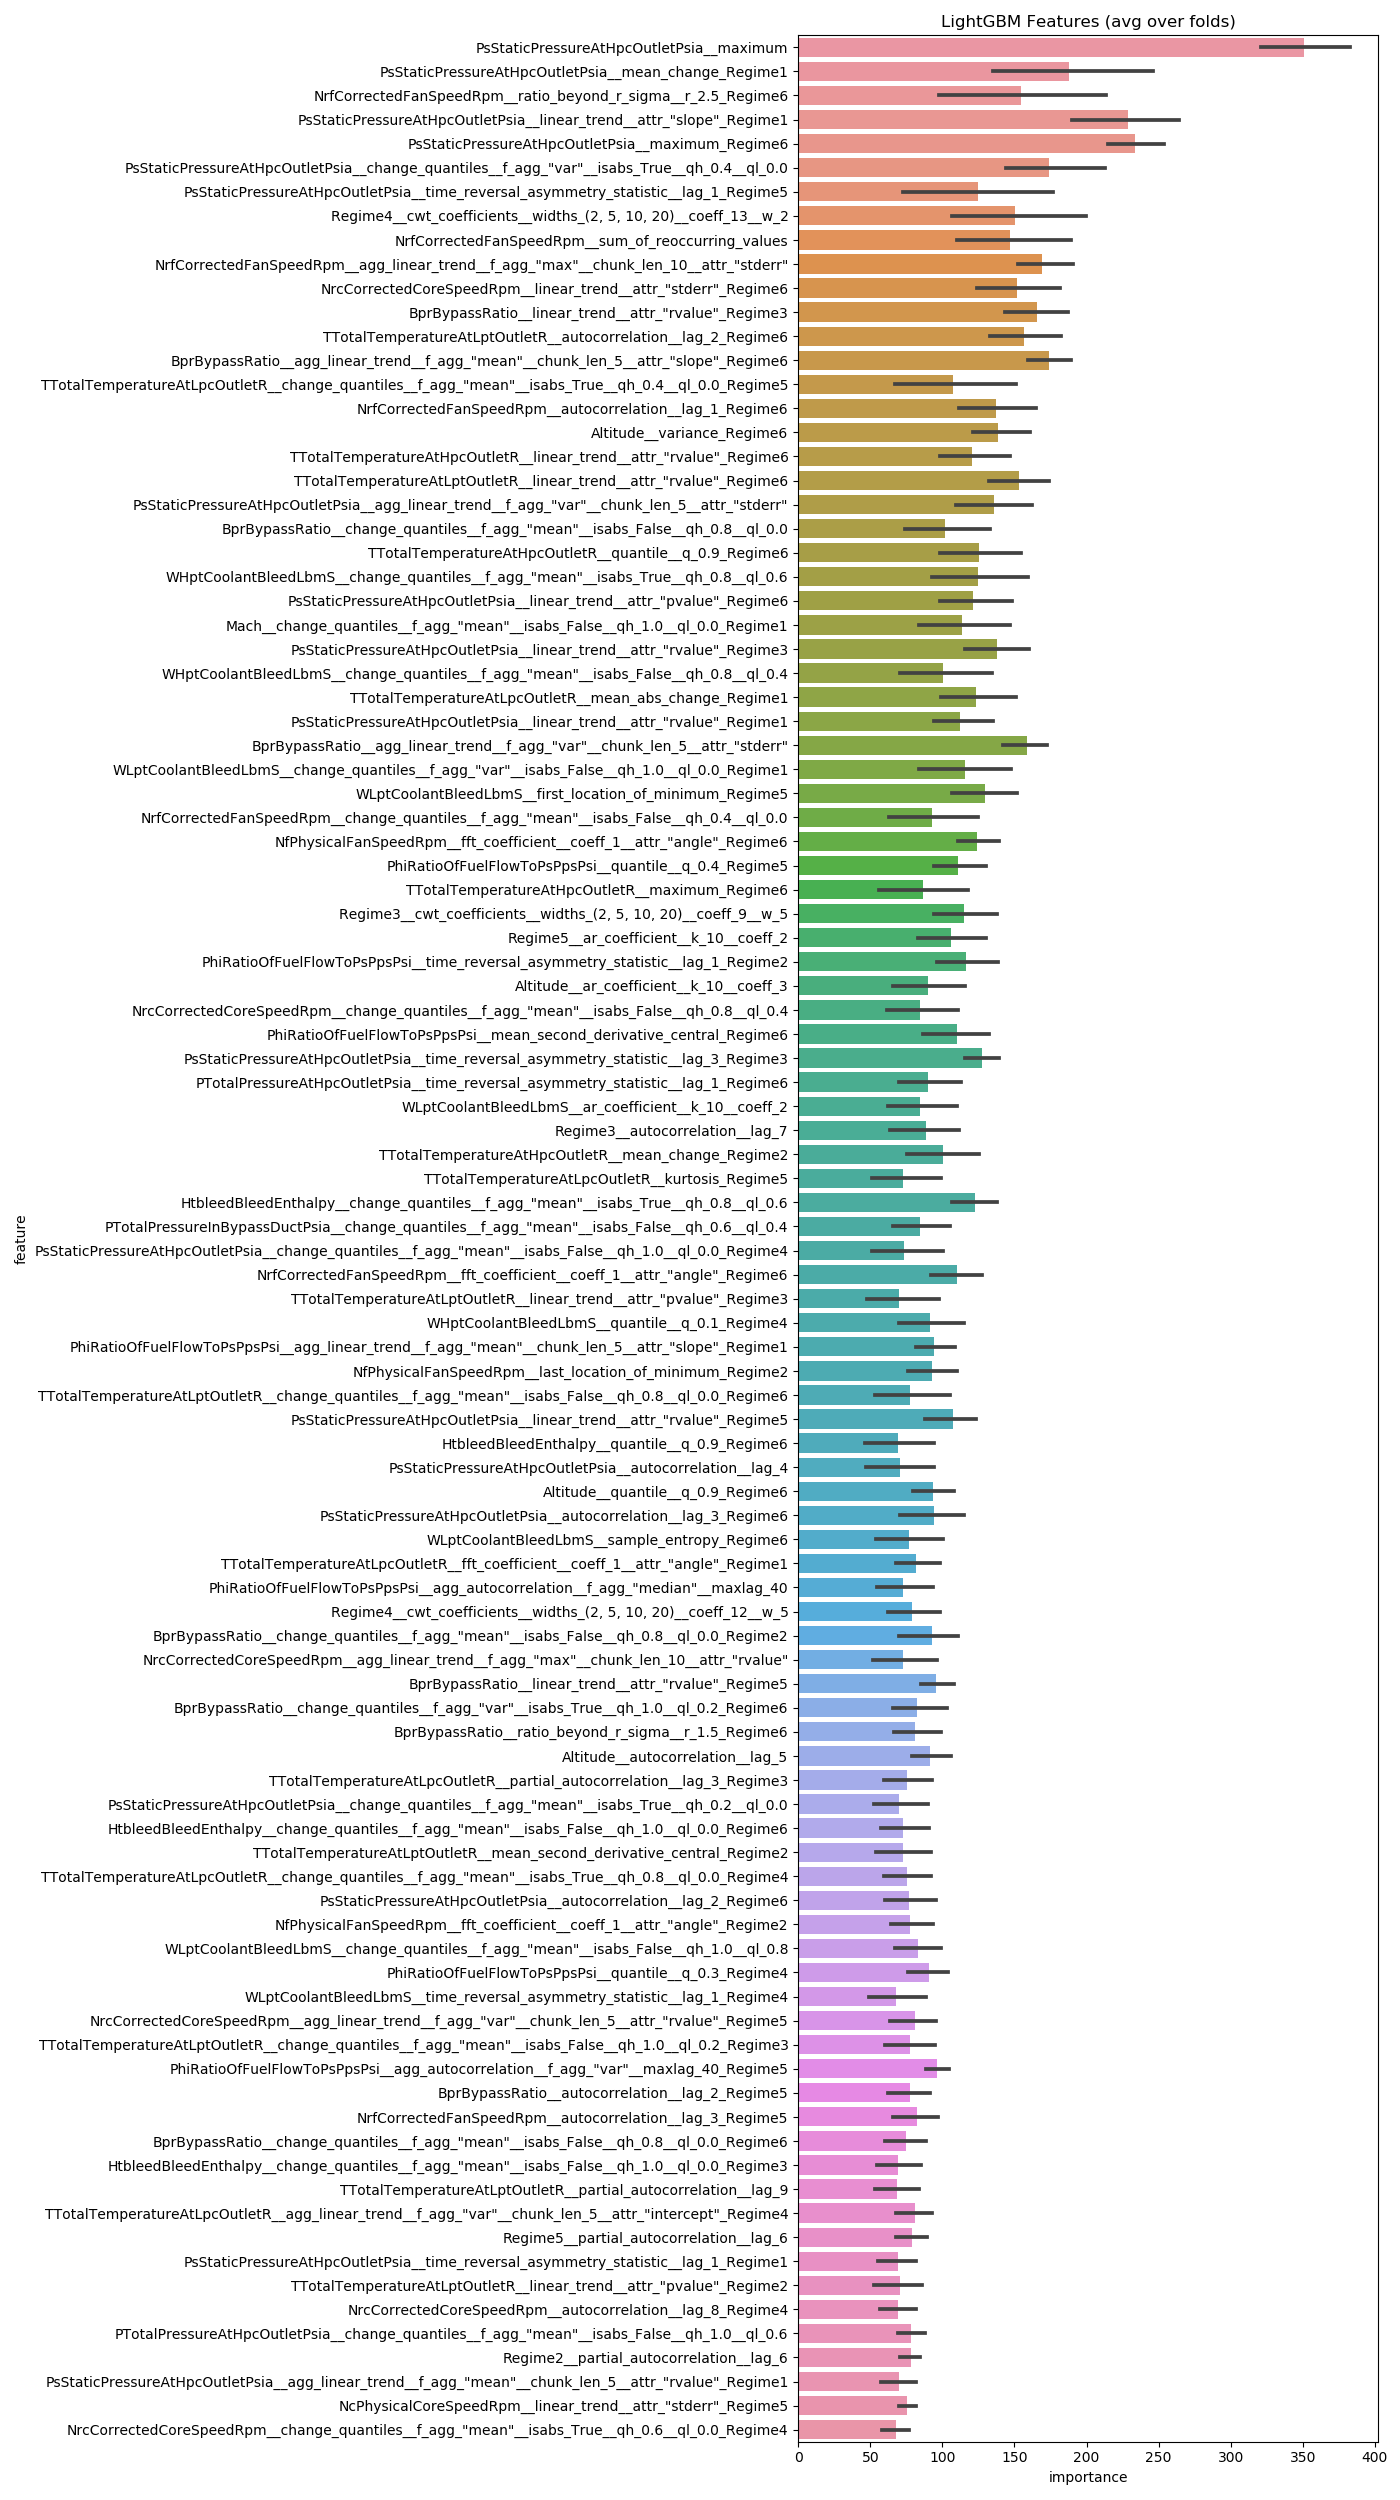 LightGBM Features (avg over folds)
PsStaticPressureAtHpcOutletPsia__maximum
PsStaticPressureAtHpcOutletPsia__mean_change_Regime1
NrfCorrectedFanSpeedRpm__ratio_beyond_r_sigma__r_2.5_Regime6
PsStaticPressureAtHpcOutletPsia__linear_trend__attr_"slope"_Regime1
PsStaticPressureAtHpcOutletPsia__maximum_Regime6
PsStaticPressureAtHpcOutletPsia__change_quantiles__f_agg_"var"__isabs_True__qh_0.4__ql_0.0
PsStaticPressureAtHpcOutletPsia__time_reversal_asymmetry_statistic__lag_1_Regime5
Regime4__cwt_coefficients__widths_(2, 5, 10, 20)__coeff_13__w_2
NrfCorrectedFanSpeedRpm__sum_of_reoccurring_values
NrfCorrectedFanSpeedRpm__agg_linear_trend__f_agg_"max"__chunk_len_10__attr_"stderr"
NrcCorrectedCoreSpeedRpm__linear_trend__attr_"stderr"_Regime6
BprBypassRatio__linear_trend__attr_"rvalue"_Regime3
TTotalTemperatureAtLptOutletR__autocorrelation__lag_2_Regime6
BprBypassRatio__agg_linear_trend__f_agg_"mean"__chunk_len_5__attr_"slope"_Regime6
TTotalTemperatureAtLpcOutletR__change_quantiles__f_agg_"mean"__isabs_True__qh_0.4__ql_0.0_Regime5
NrfCorrectedFanSpeedRpm__autocorrelation__lag_1_Regime6
Altitude__variance_Regime6
TTotalTemperatureAtHpcOutletR__linear_trend__attr_"rvalue"_Regime6
TTotalTemperatureAtLptOutletR__linear_trend__attr_"rvalue"_Regime6
PsStaticPressureAtHpcOutletPsia__agg_linear_trend__f_agg_"var"__chunk_len_5__attr_"stderr"
BprBypassRatio__change_quantiles__f_agg_"mean"__isabs_False__qh_0.8__ql_0.0
TTotalTemperatureAtHpcOutletR__quantile__q_0.9_Regime6
WHptCoolantBleedLbmS__change_quantiles__f_agg_"mean"__isabs_True__qh_0.8__ql_0.6
PsStaticPressureAtHpcOutletPsia__linear_trend__attr_"pvalue"_Regime6
Mach__change_quantiles__f_agg_"mean"__isabs_False__qh_1.0__ql_0.0_Regime1
PsStaticPressureAtHpcOutletPsia__linear_trend__attr_"rvalue"_Regime3
WHptCoolantBleedLbmS__change_quantiles__f_agg_"mean"__isabs_False__qh_0.8__ql_0.4
TTotalTemperatureAtLpcOutletR__mean_abs_change_Regime1
PsStaticPressureAtHpcOutletPsia__linear_trend__attr_"rvalue"_Regime1
BprBypassRatio__agg_linear_trend__f_agg_"var"__chunk_len_5__attr_"stderr"
WLptCoolantBleedLbmS__change_quantiles__f_agg_"var"__isabs_False__qh_1.0__ql_0.0_Regime1
WLptCoolantBleedLbmS__first_location_of_minimum_Regime5
NrfCorrectedFanSpeedRpm__change_quantiles__f_agg_"mean"__isabs_False__qh_0.4__ql_0.0
NfPhysicalFanSpeedRpm__fft_coefficient__coeff_1__attr_"angle"_Regime6
PhiRatioOfFuelFlowToPsPpsPsi__quantile__q_0.4_Regime5
TTotalTemperatureAtHpcOutletR__maximum_Regime6
Regime3__cwt_coefficients__widths_(2, 5, 10, 20)__coeff_9__w_5
Regime5__ar_coefficient__k_10__coeff_2
PhiRatioOfFuelFlowToPsPpsPsi__time_reversal_asymmetry_statistic__lag_1_Regime2
Altitude__ar_coefficient__k_10__coeff_3
NrcCorrectedCoreSpeedRpm__change_quantiles__f_agg_"mean"__isabs_False__qh_0.8__ql_0.4
PhiRatioOfFuelFlowToPsPpsPsi__mean_second_derivative_central_Regime6
PsStaticPressureAtHpcOutletPsia__time_reversal_asymmetry_statistic__lag_3_Regime3
PTotalPressureAtHpcOutletPsia__time_reversal_asymmetry_statistic__lag_1_Regime6
WLptCoolantBleedLbmS__ar_coefficient__k_10__coeff_2
Regime3__autocorrelation__lag_7
TTotalTemperatureAtHpcOutletR__mean_change_Regime2
TTotalTemperatureAtLpcOutletR__kurtosis_Regime5
HtbleedBleedEnthalpy__change_quantiles__f_agg_"mean"__isabs_True__qh_0.8__ql_0.6
PTotalPressureInBypassDuctPsia__change_quantiles__f_agg_"mean"__isabs_False__qh_0.6__ql_0.4
PsStaticPressureAtHpcOutletPsia__change_quantiles__f_agg_"mean"__isabs_False__qh_1.0__ql_0.0_Regime4
NrfCorrectedFanSpeedRpm__fft_coefficient__coeff_1__attr_"angle"_Regime6
TTotalTemperatureAtLptOutletR__linear_trend__attr_"pvalue"_Regime3
WHptCoolantBleedLbmS__quantile__q_0.1_Regime4
PhiRatioOfFuelFlowToPsPpsPsi__agg_linear_trend__f_agg_"mean"__chunk_len_5__attr_"slope"_Regime1
NfPhysicalFanSpeedRpm__last_location_of_minimum_Regime2
TTotalTemperatureAtLptOutletR__change_quantiles__f_agg_"mean"__isabs_False__qh_0.8__ql_0.0_Regime6
PsStaticPressureAtHpcOutletPsia__linear_trend__attr_"rvalue"_Regime5
HtbleedBleedEnthalpy__quantile__q_0.9_Regime6
PsStaticPressureAtHpcOutletPsia__autocorrelation__lag_4
Altitude__quantile__q_0.9_Regime6
PsStaticPressureAtHpcOutletPsia__autocorrelation__lag_3_Regime6
WLptCoolantBleedLbmS__sample_entropy_Regime6
TTotalTemperatureAtLpcOutletR__fft_coefficient__coeff_1__attr_"angle"_Regime1
PhiRatioOfFuelFlowToPsPpsPsi__agg_autocorrelation__f_agg_"median"__maxlag_40
Regime4__cwt_coefficients__widths_(2, 5, 10, 20)__coeff_12__w_5
BprBypassRatio__change_quantiles__f_agg_"mean"__isabs_False__qh_0.8__ql_0.0_Regime2
NrcCorrectedCoreSpeedRpm__agg_linear_trend__f_agg_"max"__chunk_len_10__attr_"rvalue"
BprBypassRatio__linear_trend__attr_"rvalue"_Regime5
BprBypassRatio__change_quantiles__f_agg_"var"__isabs_True__qh_1.0__ql_0.2_Regime6
BprBypassRatio__ratio_beyond_r_sigma__r_1.5_Regime6
Altitude__autocorrelation__lag_5
TTotalTemperatureAtLpcOutletR__partial_autocorrelation__lag_3_Regime3
PsStaticPressureAtHpcOutletPsia__change_quantiles__f_agg_"mean"__isabs_True__qh_0.2__ql_0.0
HtbleedBleedEnthalpy__change_quantiles__f_agg_"mean"__isabs_False__qh_1.0__ql_0.0_Regime6
TTotalTemperatureAtLptOutletR__mean_second_derivative_central_Regime2
TTotalTemperatureAtLpcOutletR__change_quantiles__f_agg_"mean"__isabs_True__qh_0.8__ql_0.0_Regime4
PsStaticPressureAtHpcOutletPsia__autocorrelation__lag_2_Regime6
NfPhysicalFanSpeedRpm__fft_coefficient__coeff_1__attr_"angle"_Regime2
WLptCoolantBleedLbmS__change_quantiles__f_agg_"mean"__isabs_False__qh_1.0__ql_0.8
PhiRatioOfFuelFlowToPsPpsPsi__quantile__q_0.3_Regime4
WLptCoolantBleedLbmS__time_reversal_asymmetry_statistic__lag_1_Regime4
NrcCorrectedCoreSpeedRpm__agg_linear_trend__f_agg_"var"__chunk_len_5__attr_"rvalue"_Regime5
TTotalTemperatureAtLptOutletR__change_quantiles__f_agg_"mean"__isabs_False__qh_1.0__ql_0.2_Regime3
PhiRatioOfFuelFlowToPsPpsPsi__agg_autocorrelation__f_agg_"var"__maxlag_40_Regime5
BprBypassRatio__autocorrelation__lag_2_Regime5
NrfCorrectedFanSpeedRpm__autocorrelation__lag_3_Regime5
BprBypassRatio__change_quantiles__f_agg_"mean"__isabs_False__qh_0.8__ql_0.0_Regime6
HtbleedBleedEnthalpy__change_quantiles__f_agg_"mean"__isabs_False__qh_1.0__ql_0.0_Regime3
TTotalTemperatureAtLptOutletR__partial_autocorrelation__lag_9
TTotalTemperatureAtLpcOutletR__agg_linear_trend__f_agg_"var"__chunk_len_5__attr_"intercept"_Regime4
Regime5__partial_autocorrelation__lag_6
PsStaticPressureAtHpcOutletPsia__time_reversal_asymmetry_statistic__lag_1_Regime1
TTotalTemperatureAtLptOutletR__linear_trend__attr_"pvalue"_Regime2
NrcCorrectedCoreSpeedRpm__autocorrelation__lag_8_Regime4
PTotalPressureAtHpcOutletPsia__change_quantiles__f_agg_"mean"__isabs_False__qh_1.0__ql_0.6
Regime2__partial_autocorrelation__lag_6
PsStaticPressureAtHpcOutletPsia__agg_linear_trend__f_agg_"mean"__chunk_len_5__attr_"rvalue"_Regime1
NcPhysicalCoreSpeedRpm__linear_trend__attr_"stderr"_Regime5
NrcCorrectedCoreSpeedRpm__change_quantiles__f_agg_"mean"__isabs_True__qh_0.6__ql_0.0_Regime4
feature
0 50 100 150 200 250 300 350 400
importance